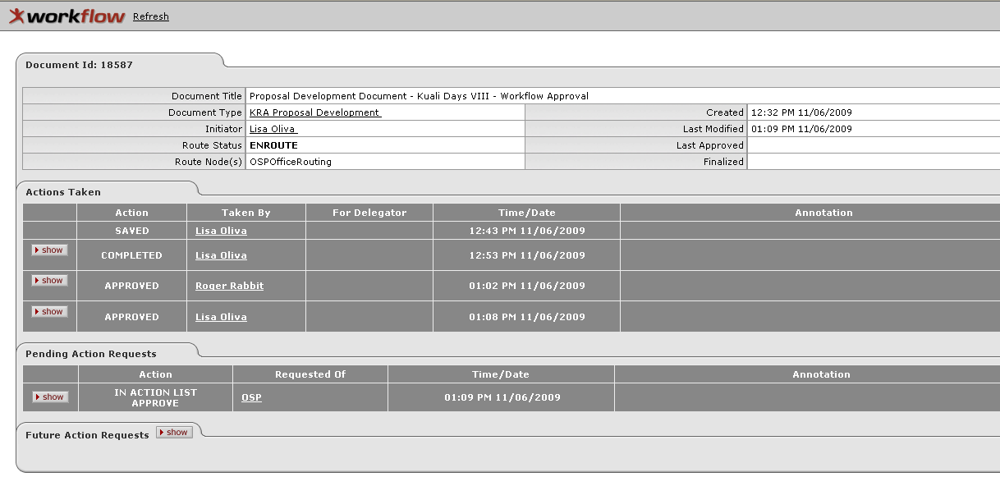 workflow Refresh
Document Id: 18587
Document Title Proposal Development Document - Kuali Days VIII - Workflow Approval
Document Type KRA Proposal Development Created 12:32 PM 11/06/2009
Initiator Lisa Oliva Last Modified 01:09 PM 11/06/2009
Route Status ENROUTE Last Approved
Route Node(s) OSPOfficeRouting Finalized
Actions Taken
Action Taken By For Delegator Time/Date Annotation
SAVED Lisa Oliva 12:43 PM 11/06/2009
show COMPLETED Lisa Oliva 12:53 PM 11/06/2009
show APPROVED Roger Rabbit 01:02 PM 11/06/2009
show APPROVED Lisa Oliva 01:08 PM 11/06/2009
Pending Action Requests
Action Requested Of Time/Date Annotation
show IN ACTION LIST
APPROVE OSP 01:09 PM 11/06/2009
Future Action Requests show